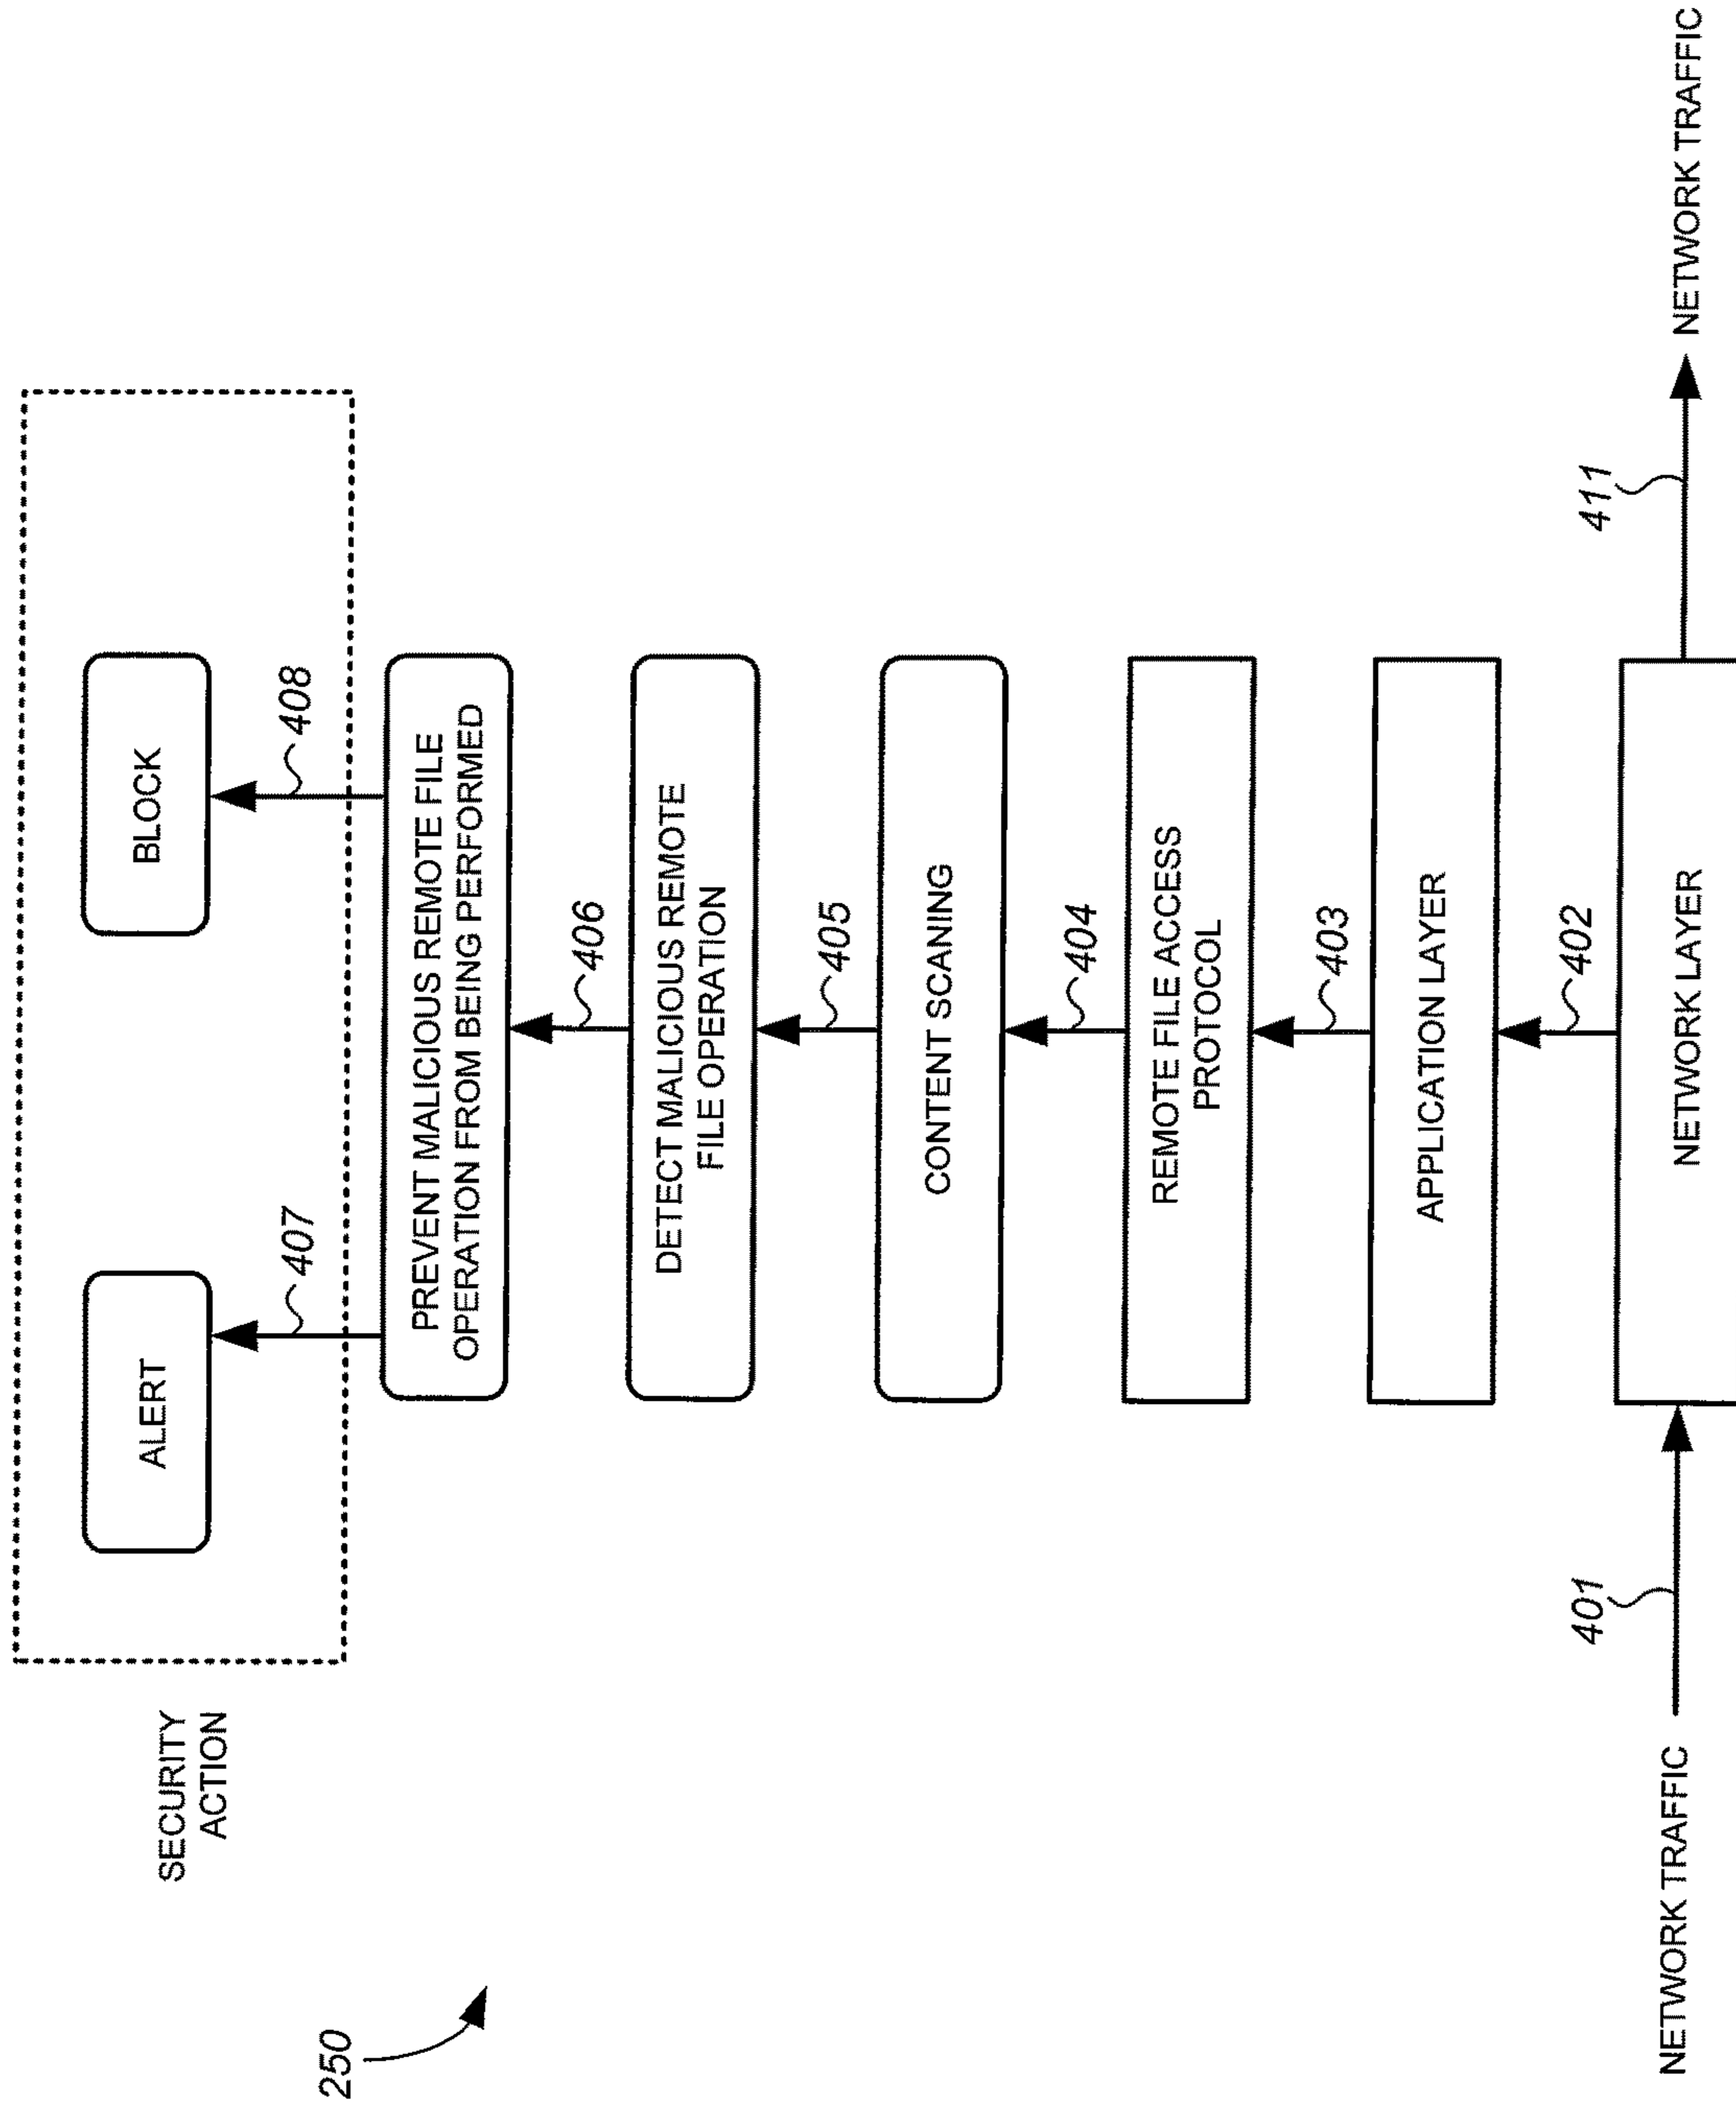 SECURITY
ACTION
ALERT
BLOCK
407
408
250
PREVENT MALICIOUS REMOTE FILE
OPERATION FROM BEING PERFORMED
406
DETECT MALICIOUS REMOTE
FILE OPERATION
405
CONTENT SCANING
404
REMOTE FILE ACCESS
PROTOCOL
403
APPLICATION LAYER
402
401
411
NETWORK TRAFFIC
NETWORK LAYER
NETWORK TRAFFIC